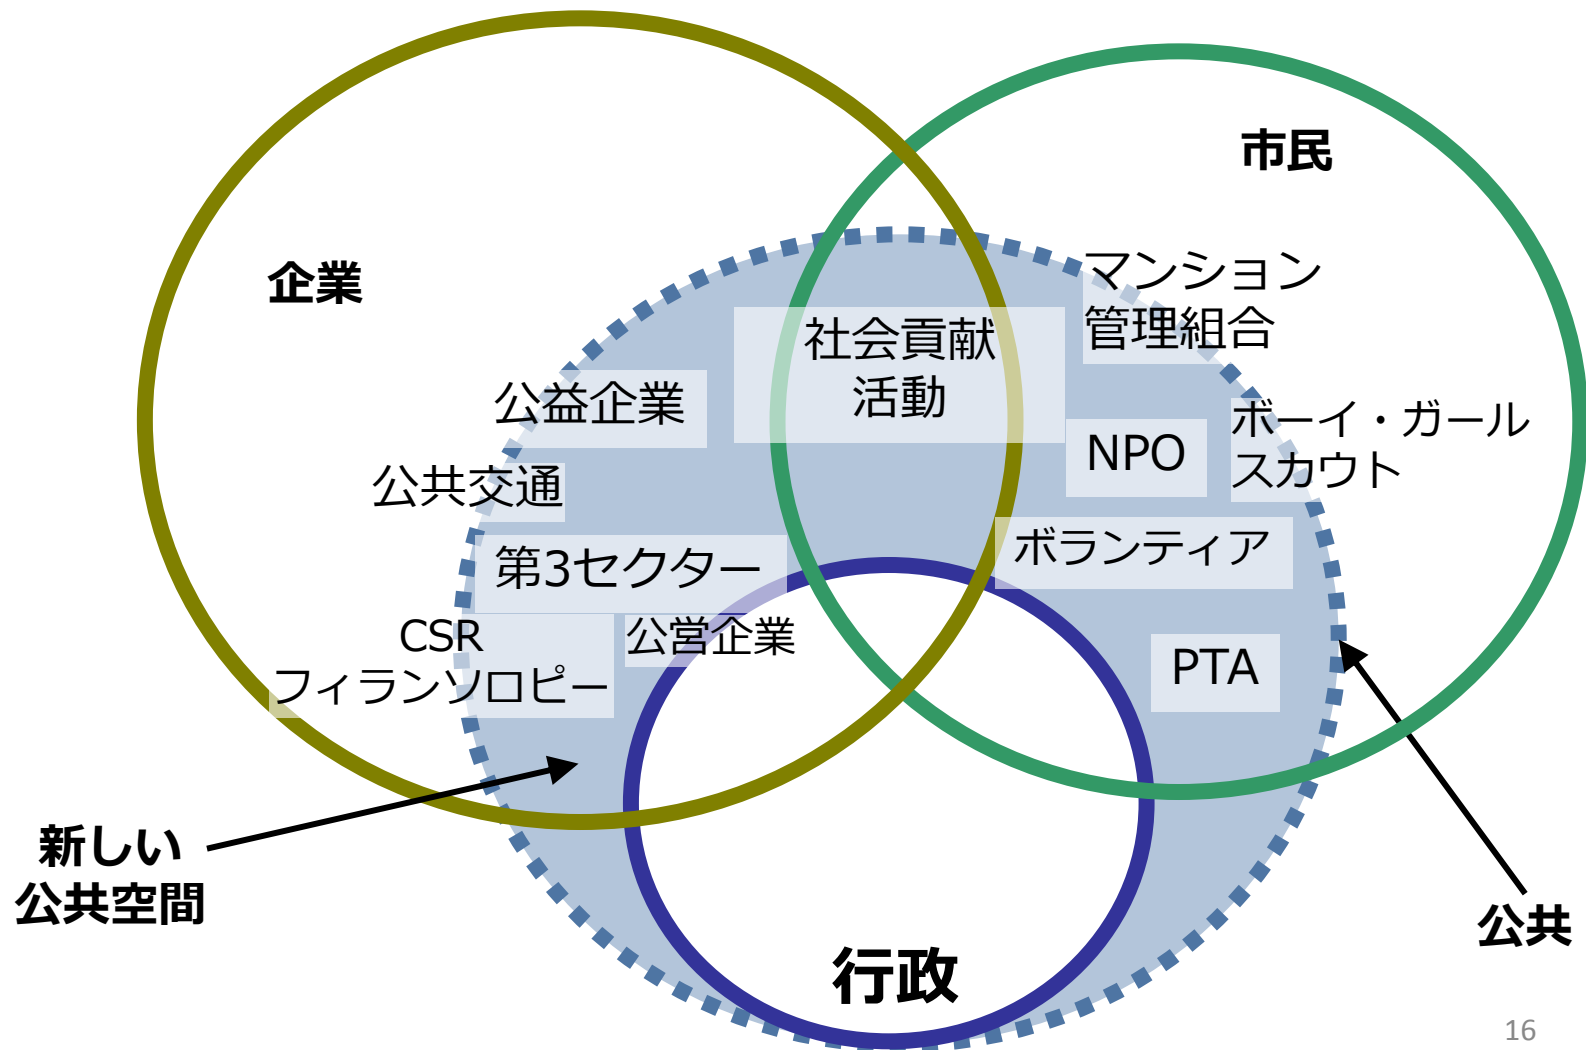 市民
企業
マンション
管理組合
社会貢献
活動
公益企業
ボーイ・ガール
スカウト
NPO
公共交通
ボランティア
第3セクター
CSR
フィランソロピー
公営企業
PTA
新しい
公共空間
公共
行政
16